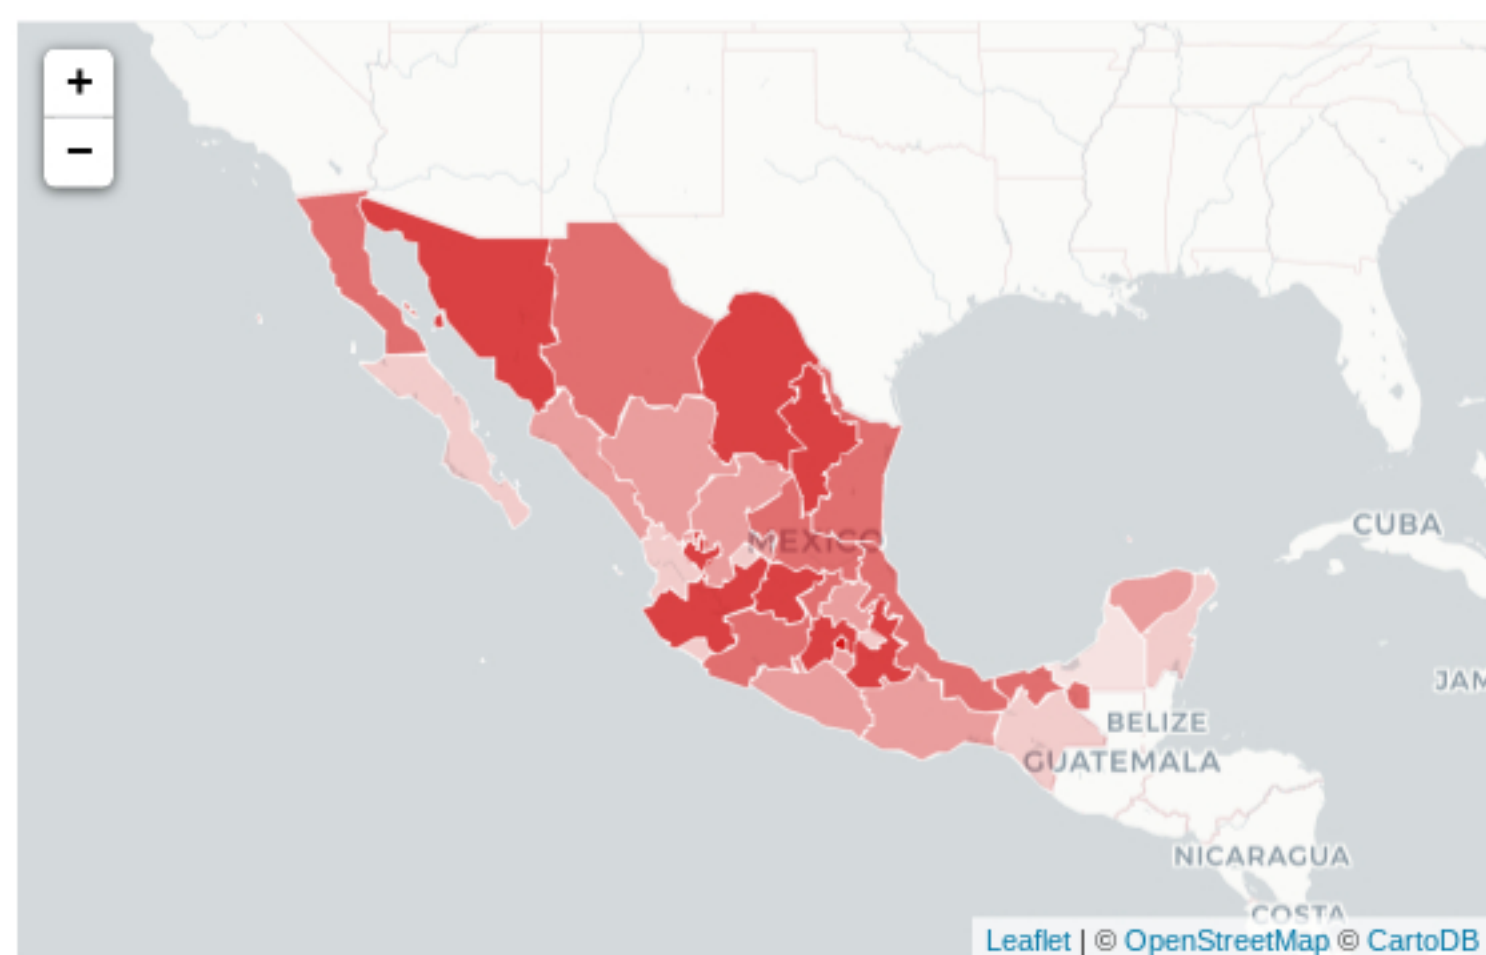 +
−
MEXICO
CUBA
JAM
BELIZE
GUATEMALA
NICARAGUA
COSTA
Leaflet | © OpenStreetMap © CartoDB